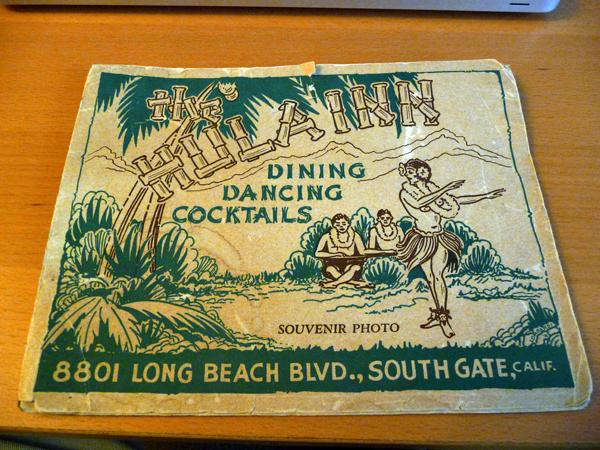 the
HULA INN
DINING
DANCING
COCKTAILS
SOUVENIR PHOTO
8801 LONG BEACH BLVD., SOUTH GATE, CALIF.